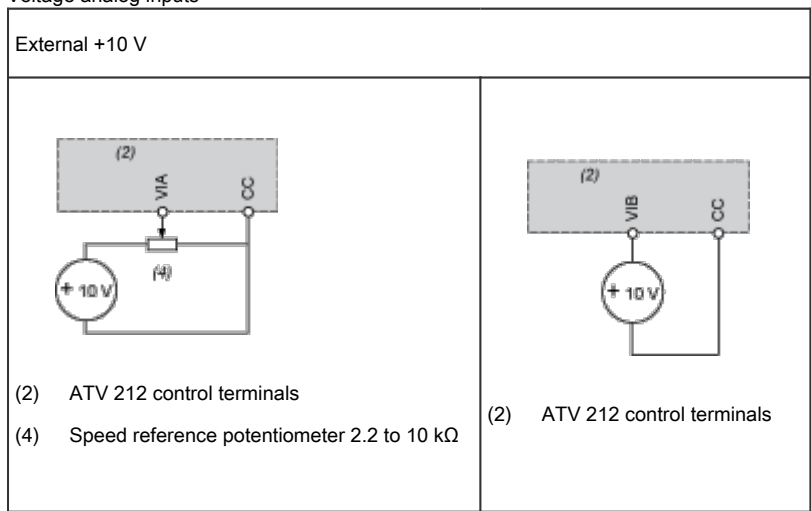 Voltage analog inputs
External +10 V
(2)
VIA
CC
(4)
+ 10 V
(2) ATV 212 control terminals
(4) Speed reference potentiometer 2.2 to 10 kΩ
(2)
VIB
CC
+ 10 V
(2) ATV 212 control terminals